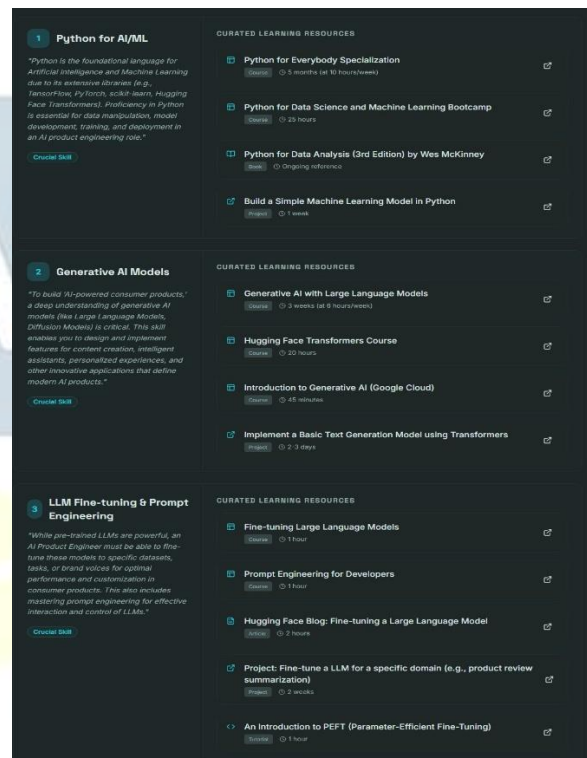 1 Python for AI/ML
"Python is the foundational language for
Artificial Intelligence and Machine Learning
due to its extensive libraries (e.g.,
TensorFlow, PyTorch, scikit-learn, Hugging
Face Transformers). Proficiency in Python
is essential for data manipulation, model
development, training, and deployment in
an AI product engineering role."
Crucial Skill
CURATED LEARNING RESOURCES
Python for Everybody Specialization
Course 5 months (at 10 hours/week)
Python for Data Science and Machine Learning Bootcamp
Course 25 hours
Python for Data Analysis (3rd Edition) by Wes McKinney
Book Ongoing reference
Build a Simple Machine Learning Model in Python
Project 1 week
2 Generative AI Models
"To build 'AI-powered consumer products,'
a deep understanding of generative AI
models (like Large Language Models,
Diffusion Models) is critical. This skill
enables you to design and implement
features for content creation, intelligent
assistants, personalized experiences, and
other innovative applications that define
modern AI products."
Crucial Skill
CURATED LEARNING RESOURCES
Generative AI with Large Language Models
Course 3 weeks (at 6 hours/week)
Hugging Face Transformers Course
Course 20 hours
Introduction to Generative AI (Google Cloud)
Course 45 minutes
Implement a Basic Text Generation Model using Transformers
Project 2-3 days
3 LLM Fine-tuning & Prompt
Engineering
"While pre-trained LLMs are powerful, an
AI Product Engineer must be able to fine-
tune these models to specific datasets,
tasks, or brand voices for optimal
performance and customization in
consumer products. This also includes
mastering prompt engineering for effective
interaction and control of LLMs."
Crucial Skill
CURATED LEARNING RESOURCES
Fine-tuning Large Language Models
Course 1 hour
Prompt Engineering for Developers
Course 1 hour
Hugging Face Blog: Fine-tuning a Large Language Model
Article 2 hours
Project: Fine-tune a LLM for a specific domain (e.g., product review
summarization)
Project 2 weeks
An Introduction to PEFT (Parameter-Efficient Fine-Tuning)
Tutorial 1 hour